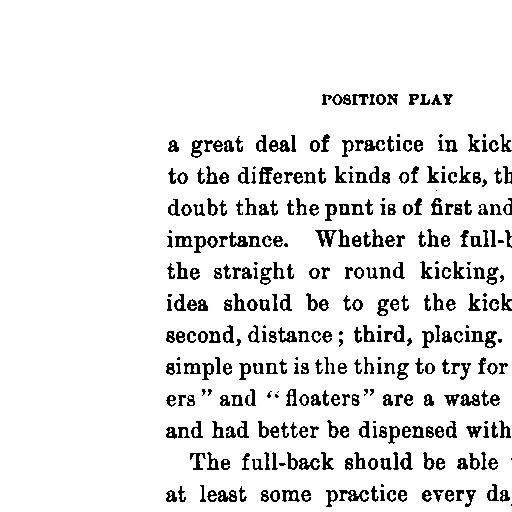 POSITION PLAY
a great deal of practice in kick
to the different kinds of kicks, th
doubt that the punt is of first and
importance. Whether the full-b
the straight or round kicking,
idea should be to get the kick
second, distance; third, placing.
simple punt is the thing to try for
ers" and "floaters" are a waste
and had better be dispensed with
The full-back should be able
at least some practice every da